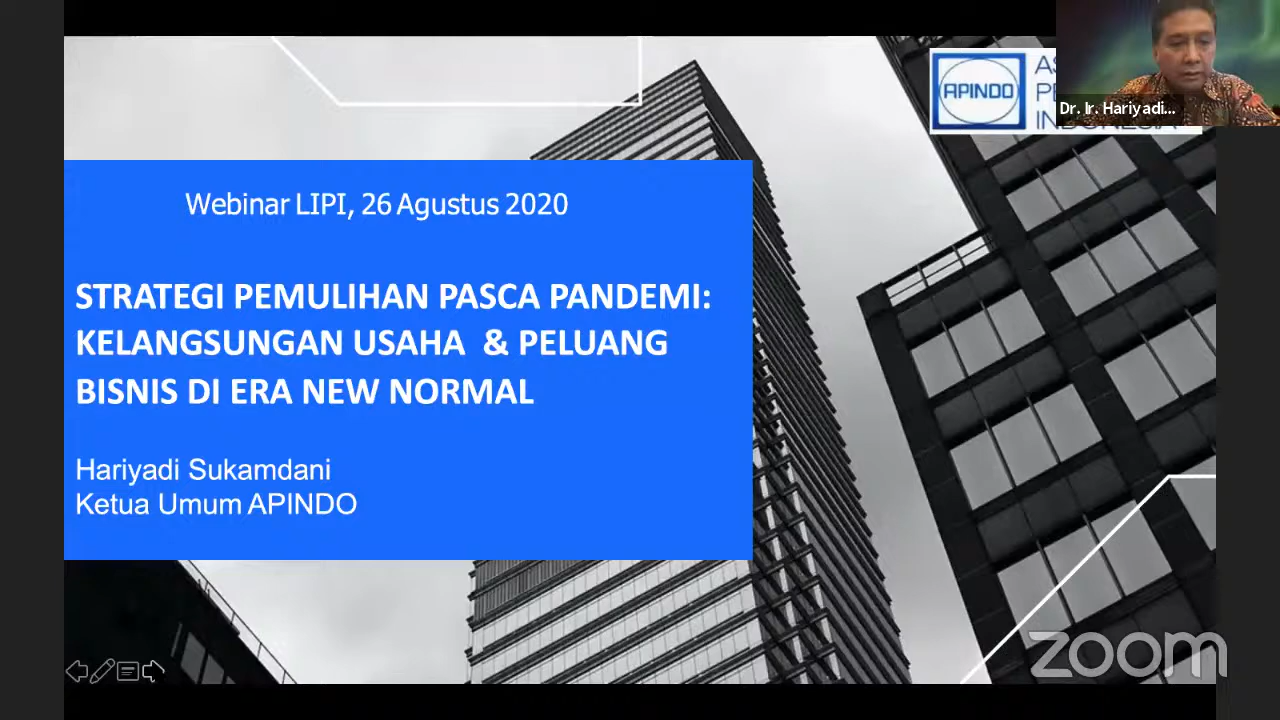 APINDO
Dr. Ir. Hariyadi...
Webinar LIPI, 26 Agustus 2020
STRATEGI PEMULIHAN PASCA PANDEMI:
KELANGSUNGAN USAHA & PELUANG
BISNIS DI ERA NEW NORMAL
Hariyadi Sukamdani
Ketua Umum APINDO
zoom